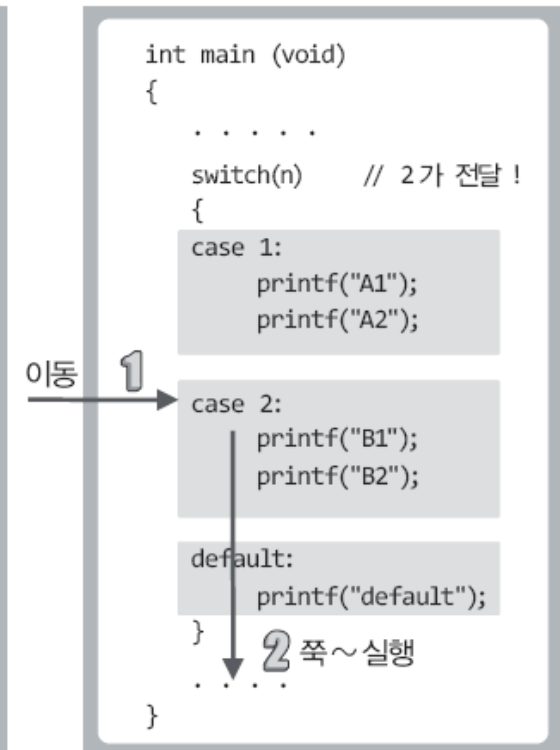 int main (void)
{
. . . . .
switch(n) // 2가 전달 !
{
case 1:
printf("A1");
printf("A2");
이동 1
case 2:
printf("B1");
printf("B2");
default:
printf("default");
}
2 쭉~실행
. . . .
}